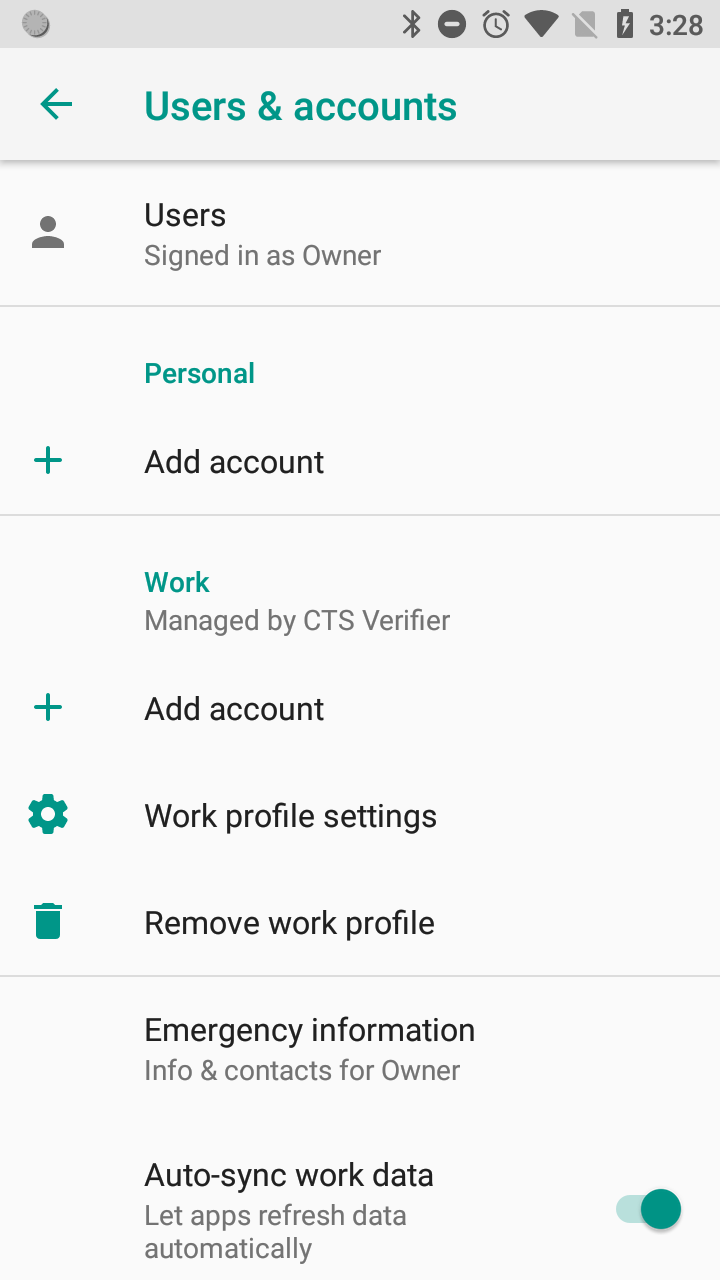 3:28
Users & accounts
Users
Signed in as Owner
Personal
Add account
Work
Managed by CTS Verifier
Add account
Work profile settings
Remove work profile
Emergency information
Info & contacts for Owner
Auto-sync work data
Let apps refresh data
automatically